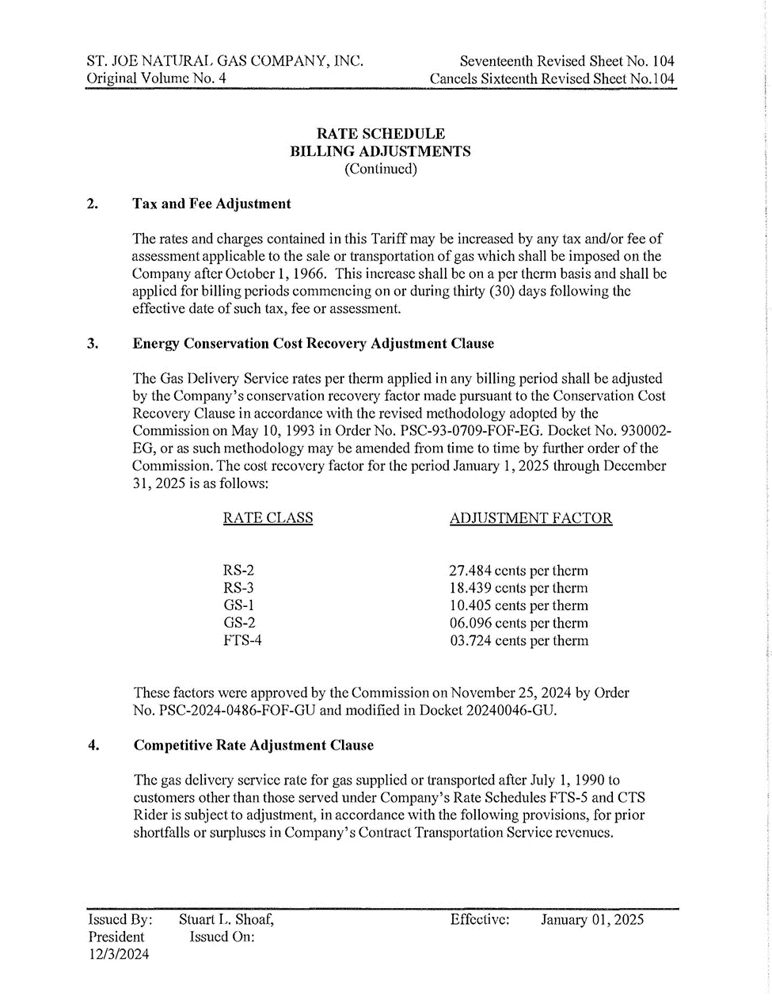 ST. JOE NATURAL GAS COMPANY, INC. Seventeenth Revised Sheet No. 104
Original Volume No. 4 Cancels Sixteenth Revised Sheet No.104
RATE SCHEDULE
BILLING ADJUSTMENTS
(Continued)
2. Tax and Fee Adjustment
The rates and charges contained in this Tariff may be increased by any tax and/or fee of
assessment applicable to the sale or transportation of gas which shall be imposed on the
Company after October 1, 1966. This increase shall be on a per therm basis and shall be
applied for billing periods commencing on or during thirty (30) days following the
effective date of such tax, fee or assessment.
3. Energy Conservation Cost Recovery Adjustment Clause
The Gas Delivery Service rates per therm applied in any billing period shall be adjusted
by the Company's conservation recovery factor made pursuant to the Conservation Cost
Recovery Clause in accordance with the revised methodology adopted by the
Commission on May 10, 1993 in Order No. PSC-93-0709-FOF-EG. Docket No. 930002-
EG, or as such methodology may be amended from time to time by further order of the
Commission. The cost recovery factor for the period January 1, 2025 through December
31, 2025 is as follows:
RATE CLASS ADJUSTMENT FACTOR
RS-2 27.484 cents per therm
RS-3 18.439 cents per therm
GS-1 10.405 cents per therm
GS-2 06.096 cents per therm
FTS-4 03.724 cents per therm
These factors were approved by the Commission on November 25, 2024 by Order
No. PSC-2024-0486-FOF-GU and modified in Docket 20240046-GU.
4. Competitive Rate Adjustment Clause
The gas delivery service rate for gas supplied or transported after July 1, 1990 to
customers other than those served under Company's Rate Schedules FTS-5 and CTS
Rider is subject to adjustment, in accordance with the following provisions, for prior
shortfalls or surpluses in Company's Contract Transportation Service revenues.
Issued By: Stuart L. Shoaf, Effective: January 01, 2025
President Issued On:
12/3/2024